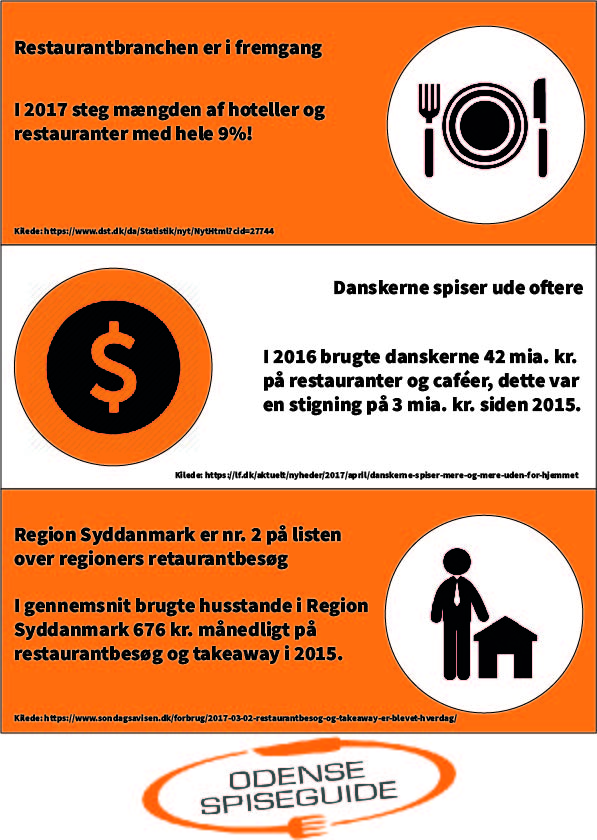 Restaurantbranchen er i fremgang
I 2017 steg mængden af hoteller og
restauranter med hele 9%!
Kilede: https://www.dst.dk/da/Statistik/nyt/NytHtml?cid=27744
$
Danskerne spiser ude oftere
I 2016 brugte danskerne 42 mia. kr.
på restauranter og caféer, dette var
en stigning på 3 mia. kr. siden 2015.
Kilede: https://lf.dk/aktuelt/nyheder/2017/april/danskerne-spiser-mere-og-mere-uden-for-hjemmet
Region Syddanmark er nr. 2 på listen
over regioners retaurantbesøg
I gennemsnit brugte husstande i Region
Syddanmark 676 kr. månedligt på
restaurantbesøg og takeaway i 2015.
Kilede: https://www.sondagsavisen.dk/forbrug/2017-03-02-restaurantbesog-og-takeaway-er-blevet-hverdag/
ODENSE
SPISEGUIDE